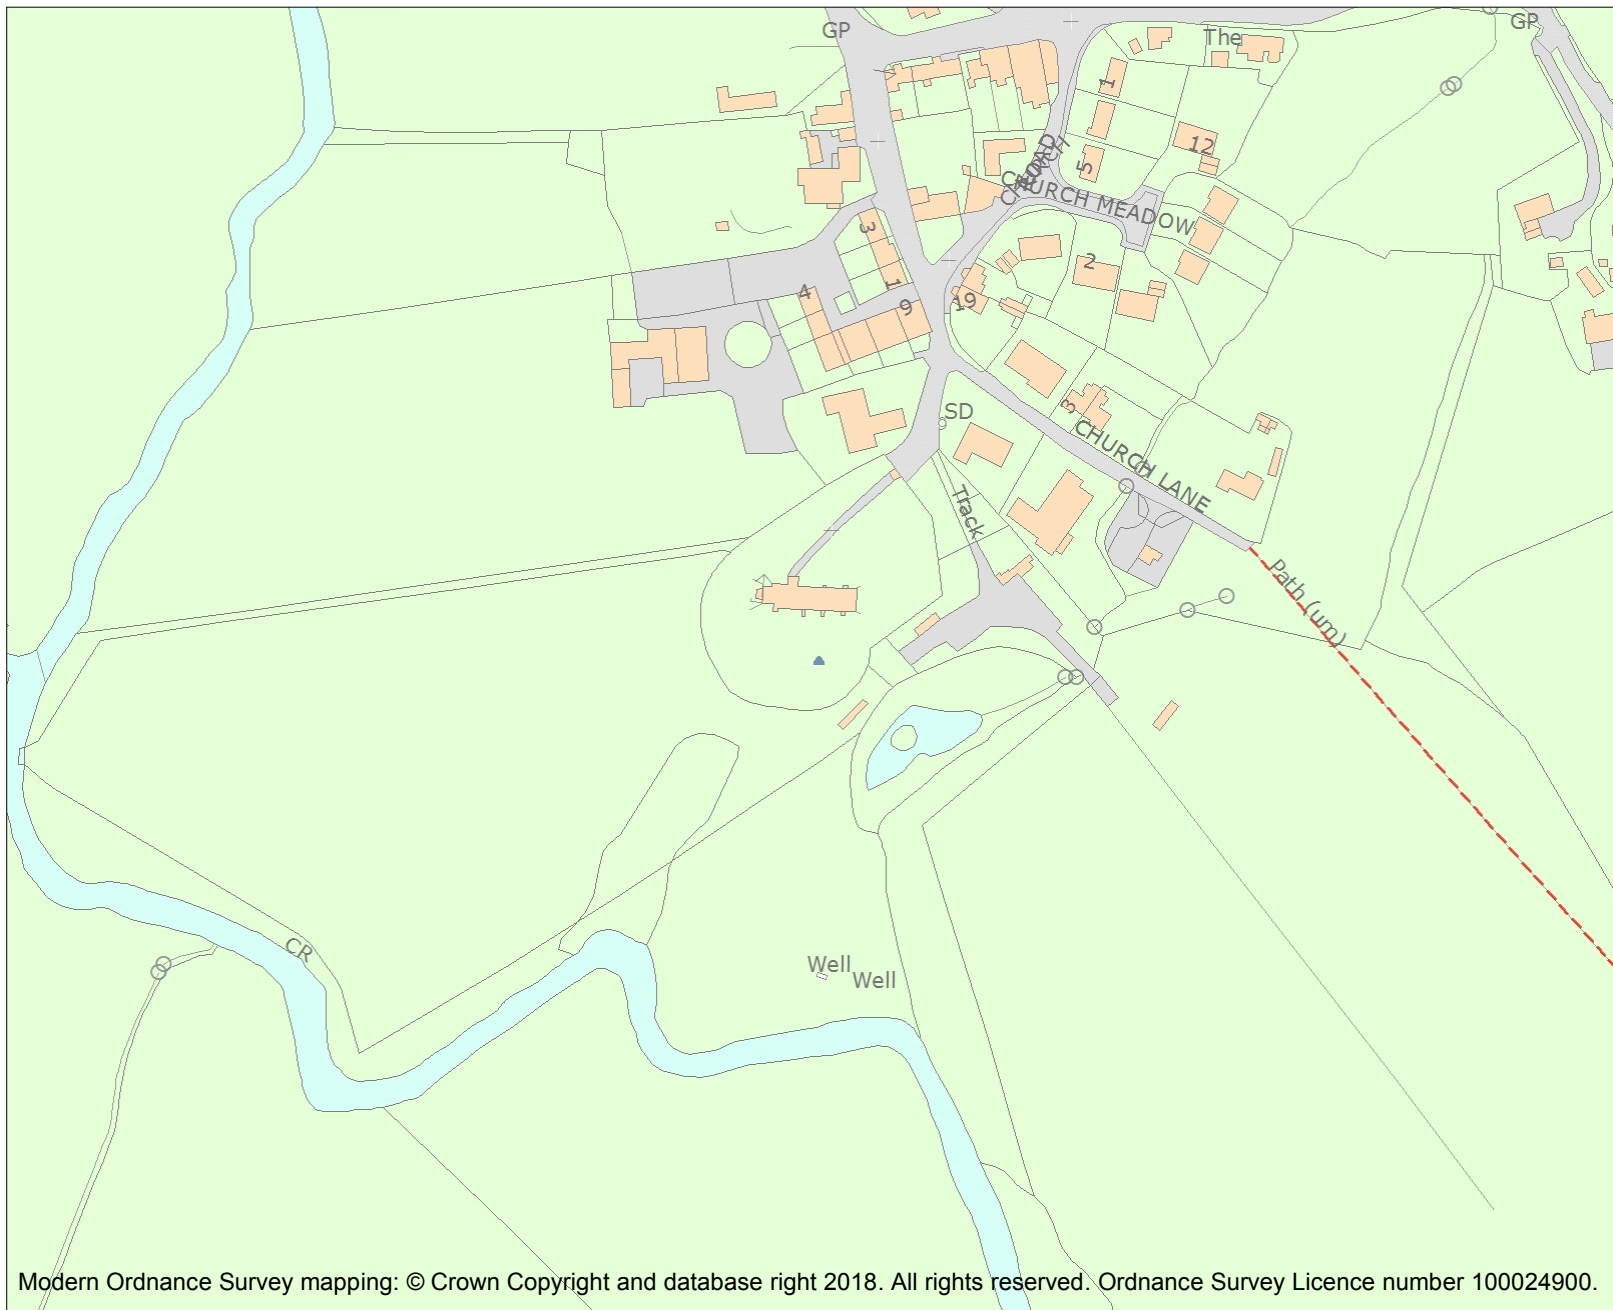 GP
The
GP
1
12
5
CHURCH ROAD
CHURCH MEADOW
3
2
4
1
9
19
3
SD
CHURCH LANE
Track
Path (um)
CR
Well
Well
Modern Ordnance Survey mapping: © Crown Copyright and database right 2018. All rights reserved. Ordnance Survey Licence number 100024900.